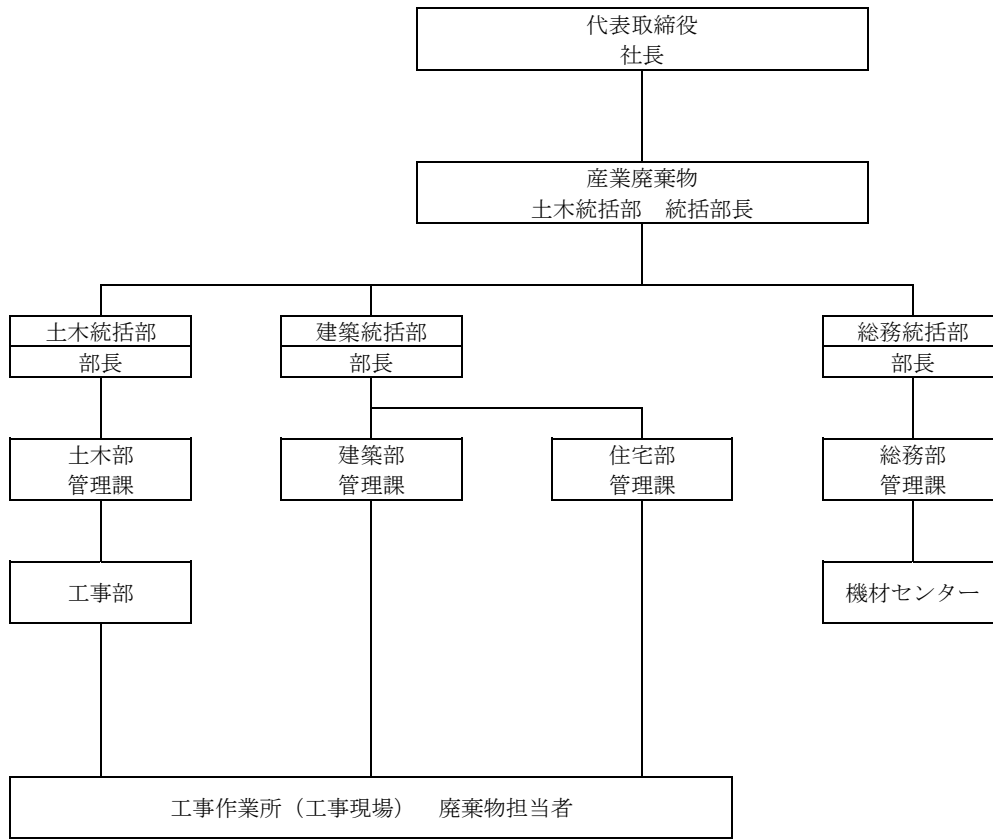 代表取締役
社長
産業廃棄物
土木統括部　統括部長
土木統括部
部長
建築統括部
部長
総務統括部
部長
土木部
管理課
建築部
管理課
住宅部
管理課
総務部
管理課
工事部
機材センター
工事作業所（工事現場）　廃棄物担当者